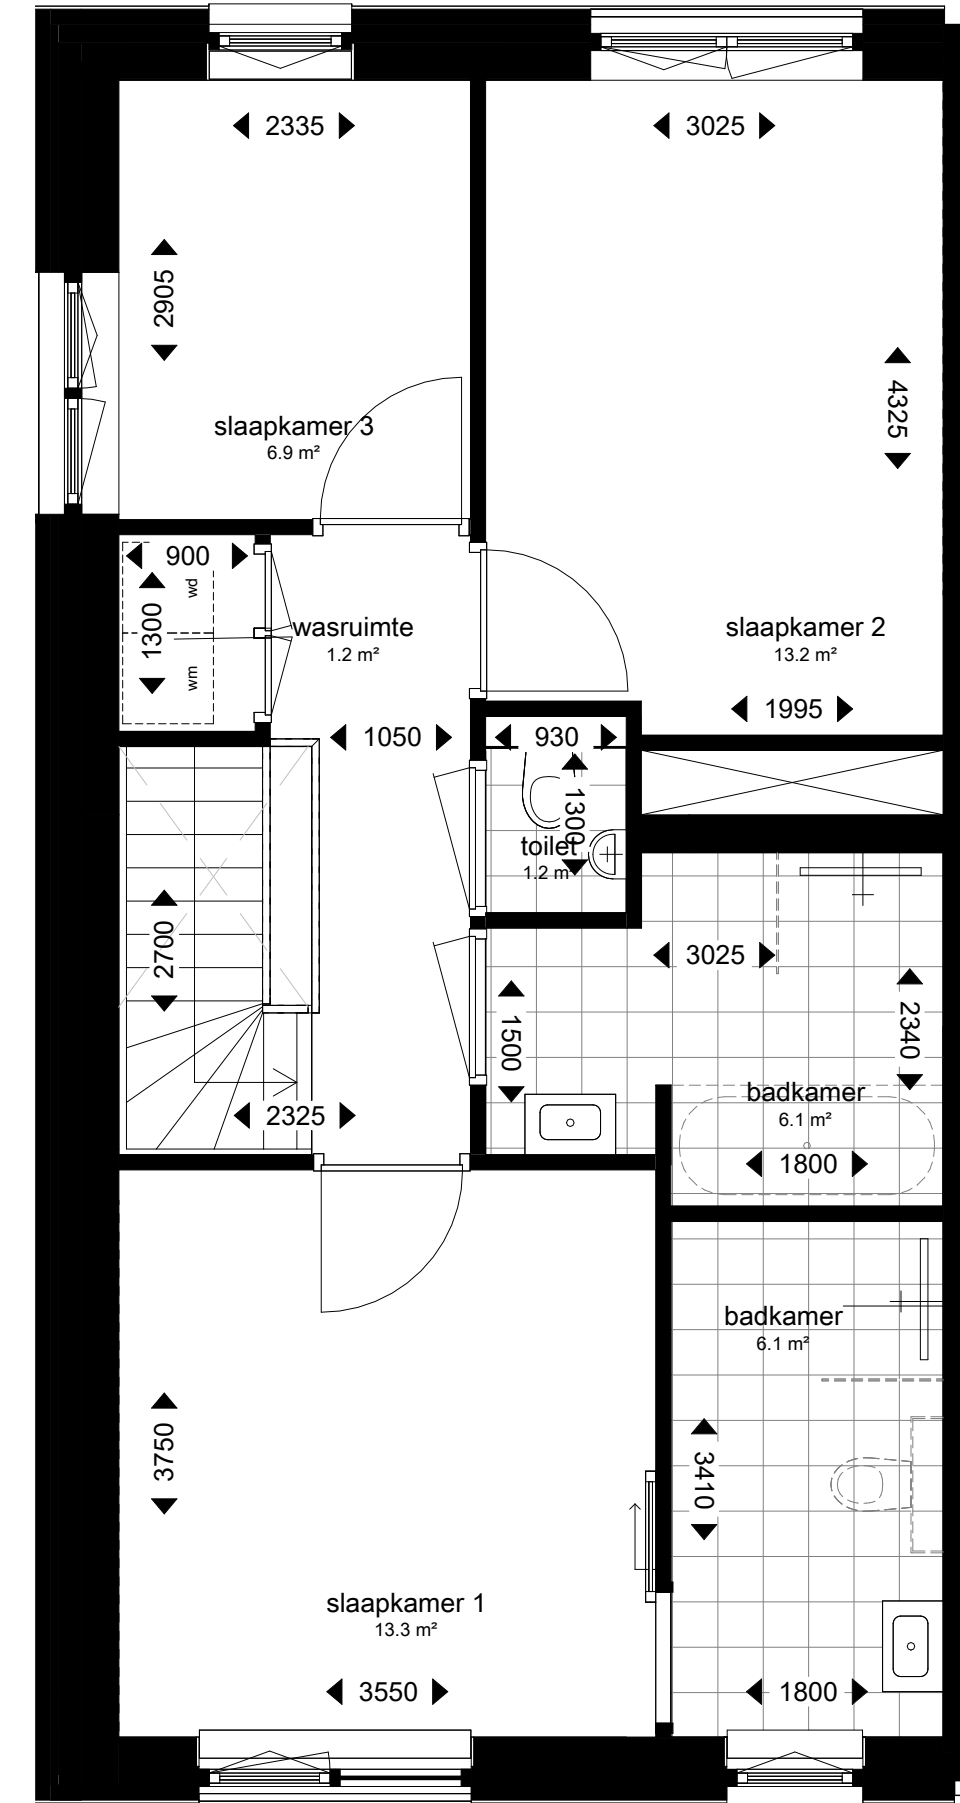 2335
3025
2905
4325
slaapkamer 3
6.9 m²
900
wd
1300
wm
wasruimte
1.2 m²
slaapkamer 2
13.2 m²
1995
1050
930
1300
toilet
1.2 m²
2700
3025
1500
2340
badkamer
6.1 m²
2325
1800
badkamer
6.1 m²
3750
3410
slaapkamer 1
13.3 m²
3550
1800